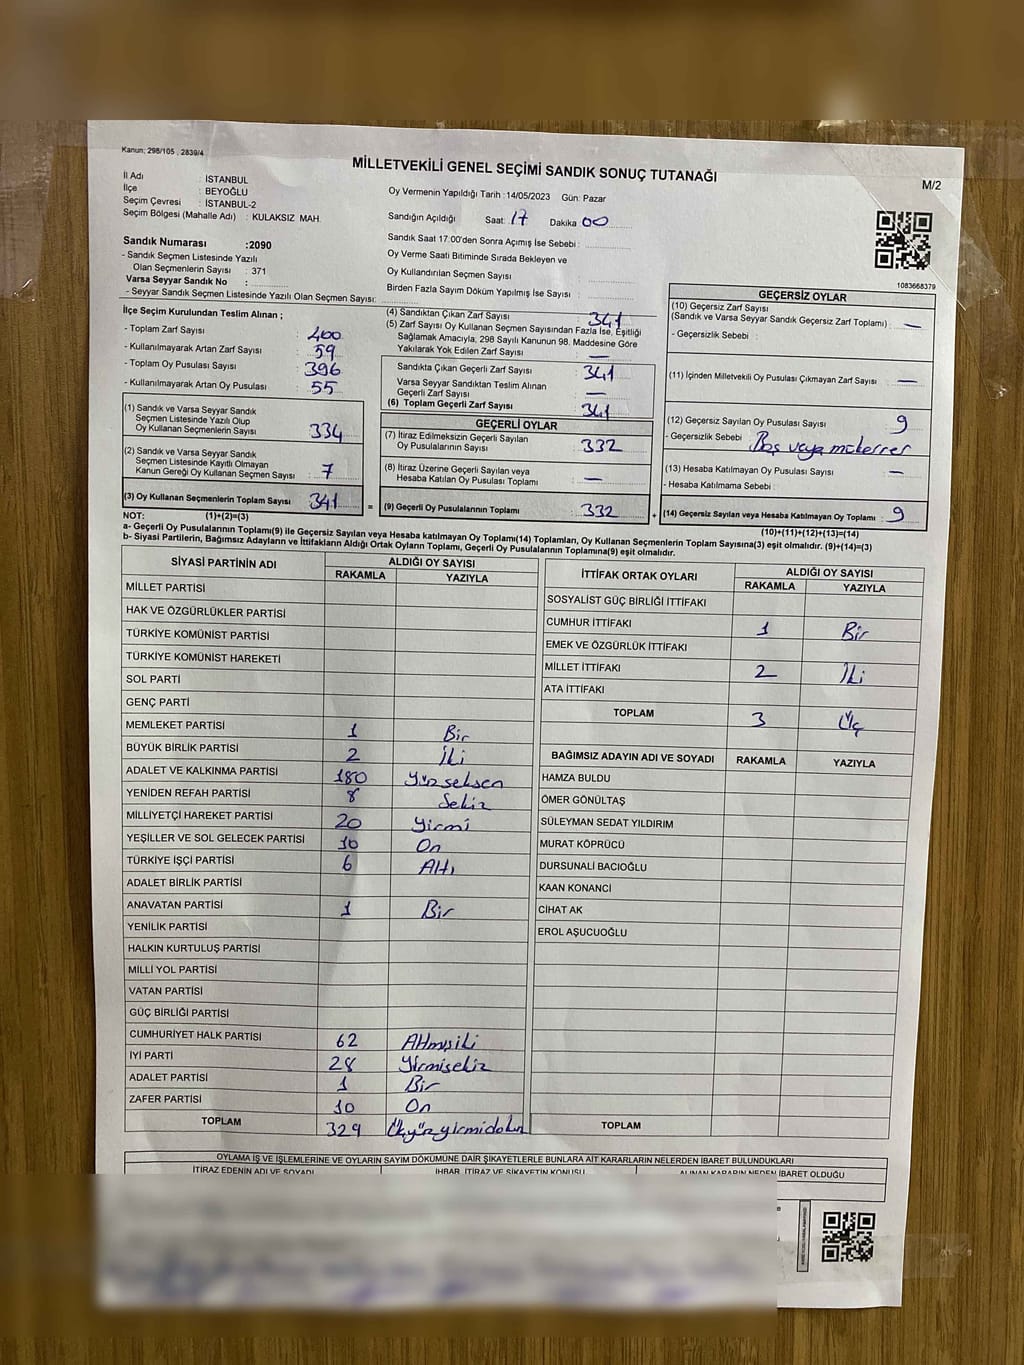 Kanun: 298/105 , 2839/4
MİLLETVEKİLİ GENEL SEÇİMİ SANDIK SONUÇ TUTANAĞI
M/2
İl Adı : İSTANBUL
İlçe : BEYOĞLU
Seçim Çevresi : İSTANBUL-2
Seçim Bölgesi (Mahalle Adı) : KULAKSIZ MAH.
Oy Vermenin Yapıldığı Tarih :14/05/2023 Gün: Pazar
Sandığın Açıldığı Saat: 17 Dakika 00
Sandık Numarası :2090
- Sandık Seçmen Listesinde Yazılı
Olan Seçmenlerin Sayısı : 371
Varsa Seyyar Sandık No :
- Seyyar Sandık Seçmen Listesinde Yazılı Olan Seçmen Sayısı:
Sandık Saat 17:00'den Sonra Açımış İse Sebebi :
Oy Verme Saati Bitiminde Sırada Bekleyen ve
Oy Kullandırılan Seçmen Sayısı
Birden Fazla Sayım Döküm Yapılmış İse Sayısı :
1083668379
İlçe Seçim Kurulundan Teslim Alınan ;
- Toplam Zarf Sayısı : 400
- Kullanılmayarak Artan Zarf Sayısı : 59
- Toplam Oy Pusulası Sayısı : 396
- Kullanılmayarak Artan Oy Pusulası : 55
(1) Sandık ve Varsa Seyyar Sandık
Seçmen Listesinde Yazılı Olup
Oy Kullanan Seçmenlerin Sayısı : 334
(2) Sandık ve Varsa Seyyar Sandık
Seçmen Listesinde Kayıtlı Olmayan
Kanun Gereği Oy Kullanan Seçmen Sayısı : 7
(3) Oy Kullanan Seçmenlerin Toplam Sayısı : 341 =
(4) Sandıktan Çıkan Zarf Sayısı : 341
(5) Zarf Sayısı Oy Kullanan Seçmen Sayısından Fazla İse, Eşitliği
Sağlamak Amacıyla, 298 Sayılı Kanunun 98. Maddesine Göre
Yakılarak Yok Edilen Zarf Sayısı : —
Sandıkta Çıkan Geçerli Zarf Sayısı : 341
Varsa Seyyar Sandıktan Teslim Alınan
Geçerli Zarf Sayısı : —
(6) Toplam Geçerli Zarf Sayısı : 341
GEÇERLİ OYLAR
(7) İtiraz Edilmeksizin Geçerli Sayılan
Oy Pusulalarının Sayısı : 332
(8) İtiraz Üzerine Geçerli Sayılan veya
Hesaba Katılan Oy Pusulası Toplamı : —
(9) Geçerli Oy Pusulalarının Toplamı : 332 +
GEÇERSİZ OYLAR
(10) Geçersiz Zarf Sayısı
(Sandık ve Varsa Seyyar Sandık Geçersiz Zarf Toplamı) : —
- Geçersizlik Sebebi :
(11) İçinden Milletvekili Oy Pusulası Çıkmayan Zarf Sayısı : —
(12) Geçersiz Sayılan Oy Pusulası Sayısı : 9
- Geçersizlik Sebebi : Boş veya mükerrer
(13) Hesaba Katılmayan Oy Pusulası Sayısı : —
- Hesaba Katılmama Sebebi :
(14) Geçersiz Sayılan veya Hesaba Katılmayan Oy Toplamı : 9
NOT: (1)+(2)=(3)
(10)+(11)+(12)+(13)=(14)
a- Geçerli Oy Pusulalarının Toplamı(9) ile Geçersiz Sayılan veya Hesaba katılmayan Oy Toplamı(14) Toplamları, Oy Kullanan Seçmenlerin Toplam Sayısına(3) eşit olmalıdır. (9)+(14)=(3)
b- Siyasi Partilerin, Bağımsız Adayların ve İttifakların Aldığı Ortak Oyların Toplamı, Geçerli Oy Pusulalarının Toplamına(9) eşit olmalıdır.
SİYASİ PARTİNİN ADI ALDIĞI OY SAYISI
RAKAMLA YAZIYLA
MİLLET PARTİSİ
HAK VE ÖZGÜRLÜKLER PARTİSİ
TÜRKİYE KOMÜNİST PARTİSİ
TÜRKİYE KOMÜNİST HAREKETİ
SOL PARTİ
GENÇ PARTİ
MEMLEKET PARTİSİ 1 Bir
BÜYÜK BİRLİK PARTİSİ 2 İki
ADALET VE KALKINMA PARTİSİ 180 Yüzseksen
YENİDEN REFAH PARTİSİ 8 Sekiz
MİLLİYETÇİ HAREKET PARTİSİ 20 Yirmi
YEŞİLLER VE SOL GELECEK PARTİSİ 10 On
TÜRKİYE İŞÇİ PARTİSİ 6 Altı
ADALET BİRLİK PARTİSİ
ANAVATAN PARTİSİ 1 Bir
YENİLİK PARTİSİ
HALKIN KURTULUŞ PARTİSİ
MİLLİ YOL PARTİSİ
VATAN PARTİSİ
GÜÇ BİRLİĞİ PARTİSİ
CUMHURİYET HALK PARTİSİ 62 Altmışiki
İYİ PARTİ 28 Yirmisekiz
ADALET PARTİSİ 1 Bir
ZAFER PARTİSİ 10 On
TOPLAM 329 Üçyüzyirmidokuz
İTTİFAK ORTAK OYLARI ALDIĞI OY SAYISI
RAKAMLA YAZIYLA
SOSYALİST GÜÇ BİRLİĞİ İTTİFAKI
CUMHUR İTTİFAKI 1 Bir
EMEK VE ÖZGÜRLÜK İTTİFAKI
MİLLET İTTİFAKI 2 İki
ATA İTTİFAKI
TOPLAM 3 Üç
BAĞIMSIZ ADAYIN ADI VE SOYADI RAKAMLA YAZIYLA
HAMZA BULDU
ÖMER GÖNÜLTAŞ
SÜLEYMAN SEDAT YILDIRIM
MURAT KÖPRÜCÜ
DURSUNALİ BACIOĞLU
KAAN KONANCI
CİHAT AK
EROL AŞUCUOĞLU
TOPLAM
OYLAMA İŞ VE İŞLEMLERİNE VE OYLARIN SAYIM DÖKÜMÜNE DAİR ŞİKAYETLERLE BUNLARA AİT KARARLARIN NELERDEN İBARET BULUNDUKLARI
İTİRAZ EDENİN ADI VE SOYADI İHBAR, İTİRAZ VE ŞİKAYETİN KONUSU ALINAN KARARIN NEDEN İBARET OLDUĞU